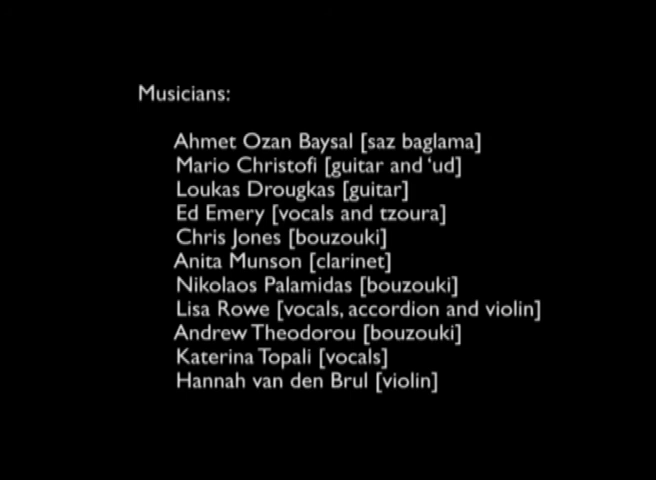 Musicians:
Ahmet Ozan Baysal [saz baglama]
Mario Christofi [guitar and ‘ud]
Loukas Drougkas [guitar]
Ed Emery [vocals and tzoura]
Chris Jones [bouzouki]
Anita Munson [clarinet]
Nikolaos Palamidas [bouzouki]
Lisa Rowe [vocals, accordion and violin]
Andrew Theodorou [bouzouki]
Katerina Topali [vocals]
Hannah van den Brul [violin]